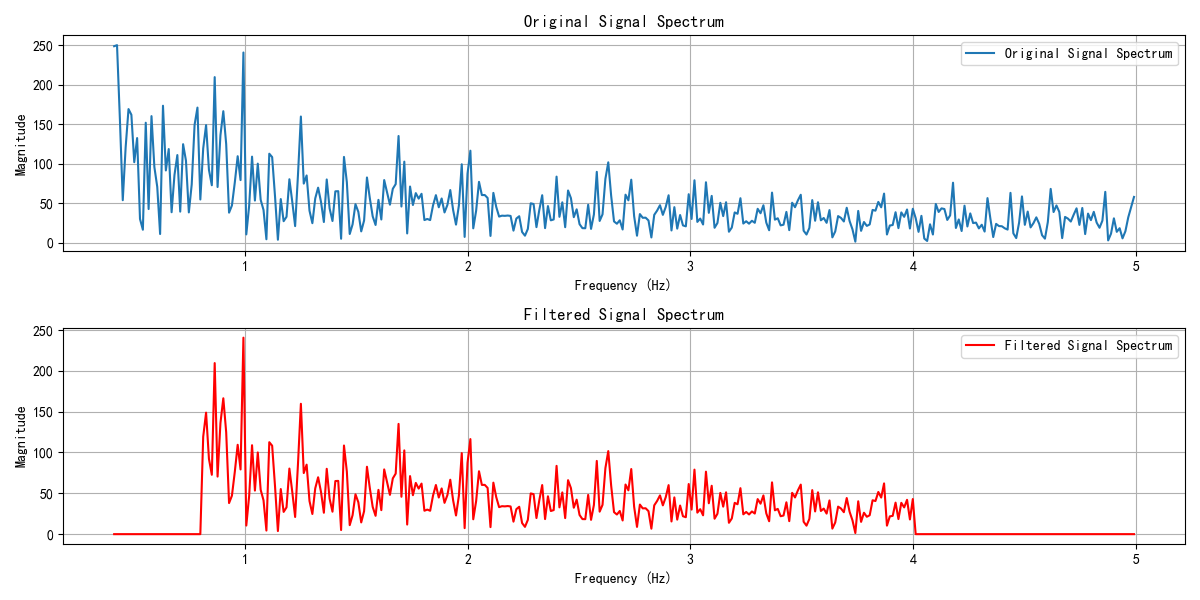 Original Signal Spectrum
250
200
150
100
50
0
Magnitude
Original Signal Spectrum
1 2 3 4 5
Frequency (Hz)
Filtered Signal Spectrum
250
200
150
100
50
0
Magnitude
Filtered Signal Spectrum
1 2 3 4 5
Frequency (Hz)